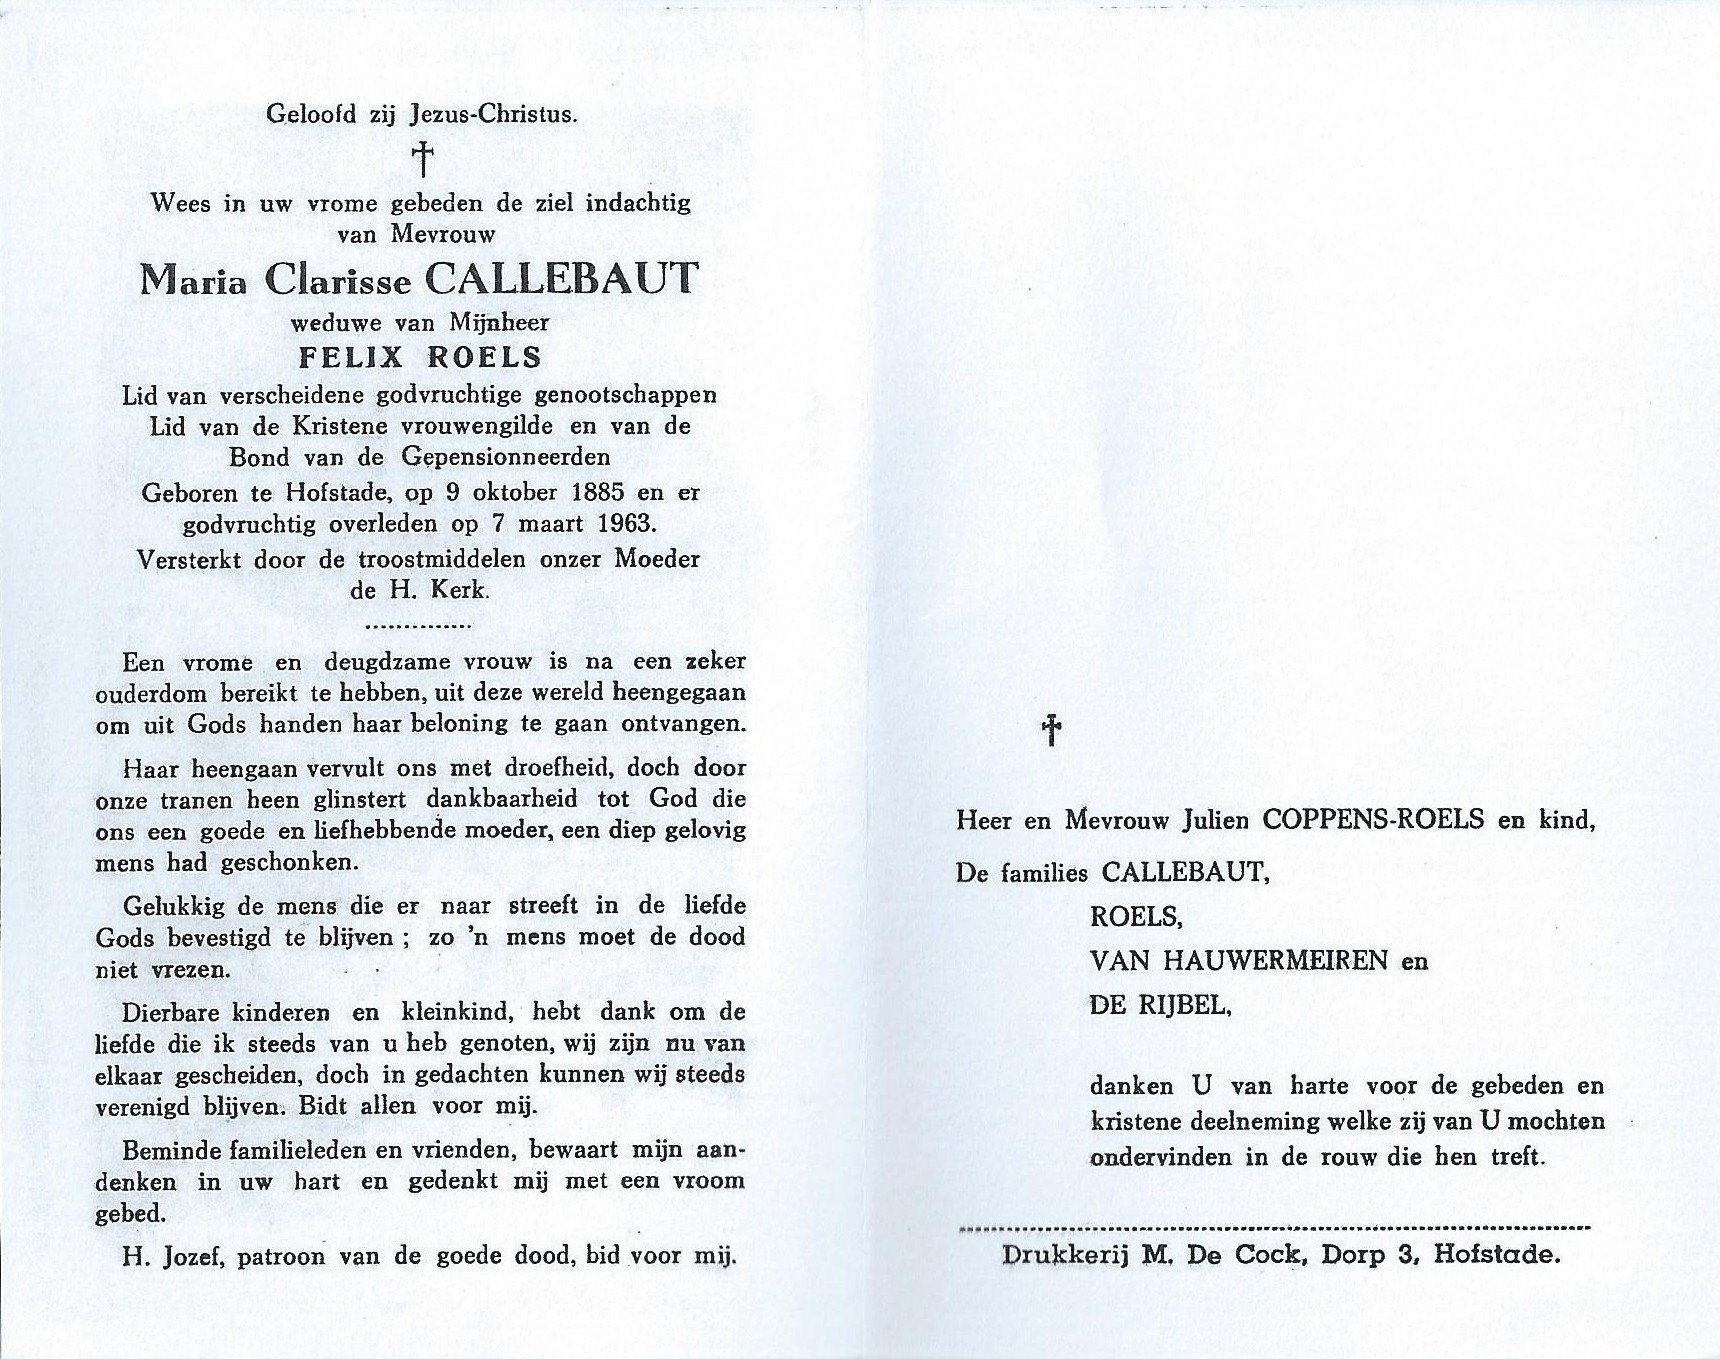 Geloofd zij Jezus-Christus.
†
Wees in uw vrome gebeden de ziel indachtig
van Mevrouw
Maria Clarisse CALLEBAUT
weduwe van Mijnheer
FELIX ROELS
Lid van verscheidene godvruchtige genootschappen
Lid van de Kristene vrouwengilde en van de
Bond van de Gepensionneerden
Geboren te Hofstade, op 9 oktober 1885 en er
godvruchtig overleden op 7 maart 1963.
Versterkt door de troostmiddelen onzer Moeder
de H. Kerk.
Een vrome en deugdzame vrouw is na een zeker
ouderdom bereikt te hebben, uit deze wereld heengegaan
om uit Gods handen haar beloning te gaan ontvangen.
Haar heengaan vervult ons met droefheid, doch door
onze tranen heen glinstert dankbaarheid tot God die
ons een goede en liefhebbende moeder, een diep gelovig
mens had geschonken.
Gelukkig de mens die er naar streeft in de liefde
Gods bevestigd te blijven ; zo 'n mens moet de dood
niet vrezen.
Dierbare kinderen en kleinkind, hebt dank om de
liefde die ik steeds van u heb genoten, wij zijn nu van
elkaar gescheiden, doch in gedachten kunnen wij steeds
verenigd blijven. Bidt allen voor mij.
Beminde familieleden en vrienden, bewaart mijn aan-
denken in uw hart en gedenkt mij met een vroom
gebed.
H. Jozef, patroon van de goede dood, bid voor mij.
†
Heer en Mevrouw Julien COPPENS-ROELS en kind,
De families CALLEBAUT,
ROELS,
VAN HAUWERMEIREN en
DE RIJBEL,
danken U van harte voor de gebeden en
kristene deelneming welke zij van U mochten
ondervinden in de rouw die hen treft.
Drukkerij M. De Cock, Dorp 3, Hofstade.